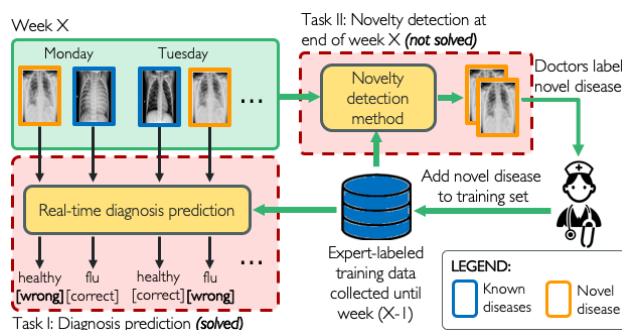 Week X
Monday
Tuesday
...
Task II: Novelty detection at
end of week X (not solved)
Novelty
detection
method
Doctors label
novel disease
Real-time diagnosis prediction
Add novel disease
to training set
healthy
[wrong]
flu
[correct]
healthy
[correct]
flu
[wrong]
...
Task I: Diagnosis prediction (solved)
Expert-labeled
training data
collected until
week (X-1)
LEGEND:
Known
diseases
Novel
disease